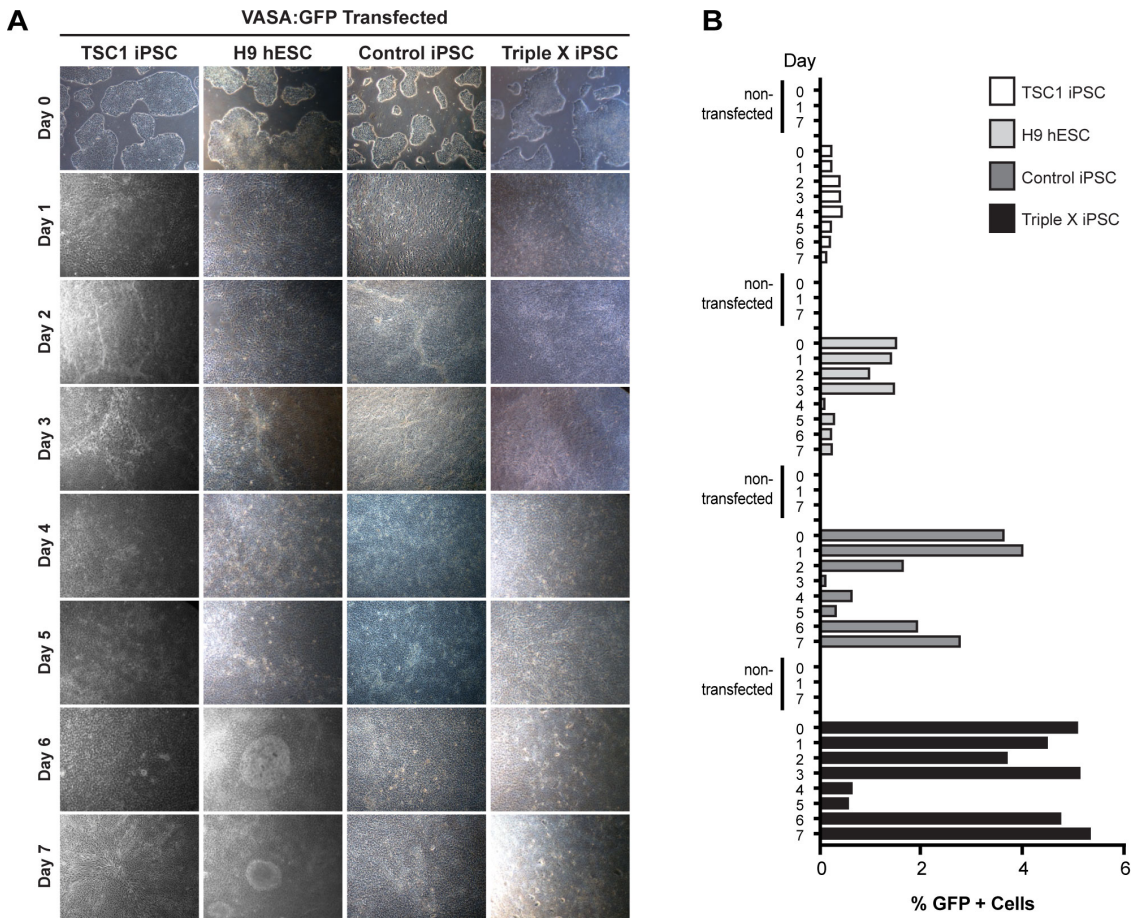 A
VASA:GFP Transfected
TSC1 iPSC
H9 hESC
Control iPSC
Triple X iPSC
Day 0
Day 1
Day 2
Day 3
Day 4
Day 5
Day 6
Day 7
B
Day
non-
transfected
0
1
7
0
1
2
3
4
5
6
7
non-
transfected
0
1
7
0
1
2
3
4
5
6
7
non-
transfected
0
1
7
0
1
2
3
4
5
6
7
non-
transfected
0
1
7
0
1
2
3
4
5
6
7
TSC1 iPSC
H9 hESC
Control iPSC
Triple X iPSC
0 2 4 6
% GFP + Cells